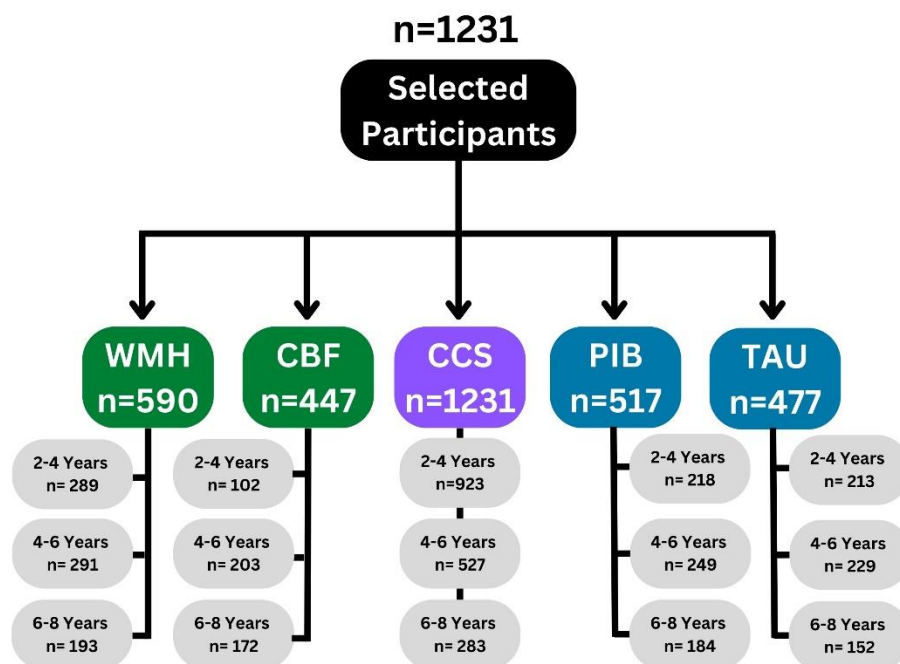 n=1231
Selected
Participants
WMH
n=590
CBF
n=447
CCS
n=1231
PIB
n=517
TAU
n=477
2-4 Years
n= 289
4-6 Years
n= 291
6-8 Years
n= 193
2-4 Years
n= 102
4-6 Years
n= 203
6-8 Years
n= 172
2-4 Years
n=923
4-6 Years
n= 527
6-8 Years
n= 283
2-4 Years
n= 218
4-6 Years
n= 249
6-8 Years
n= 184
2-4 Years
n= 213
4-6 Years
n= 229
6-8 Years
n= 152